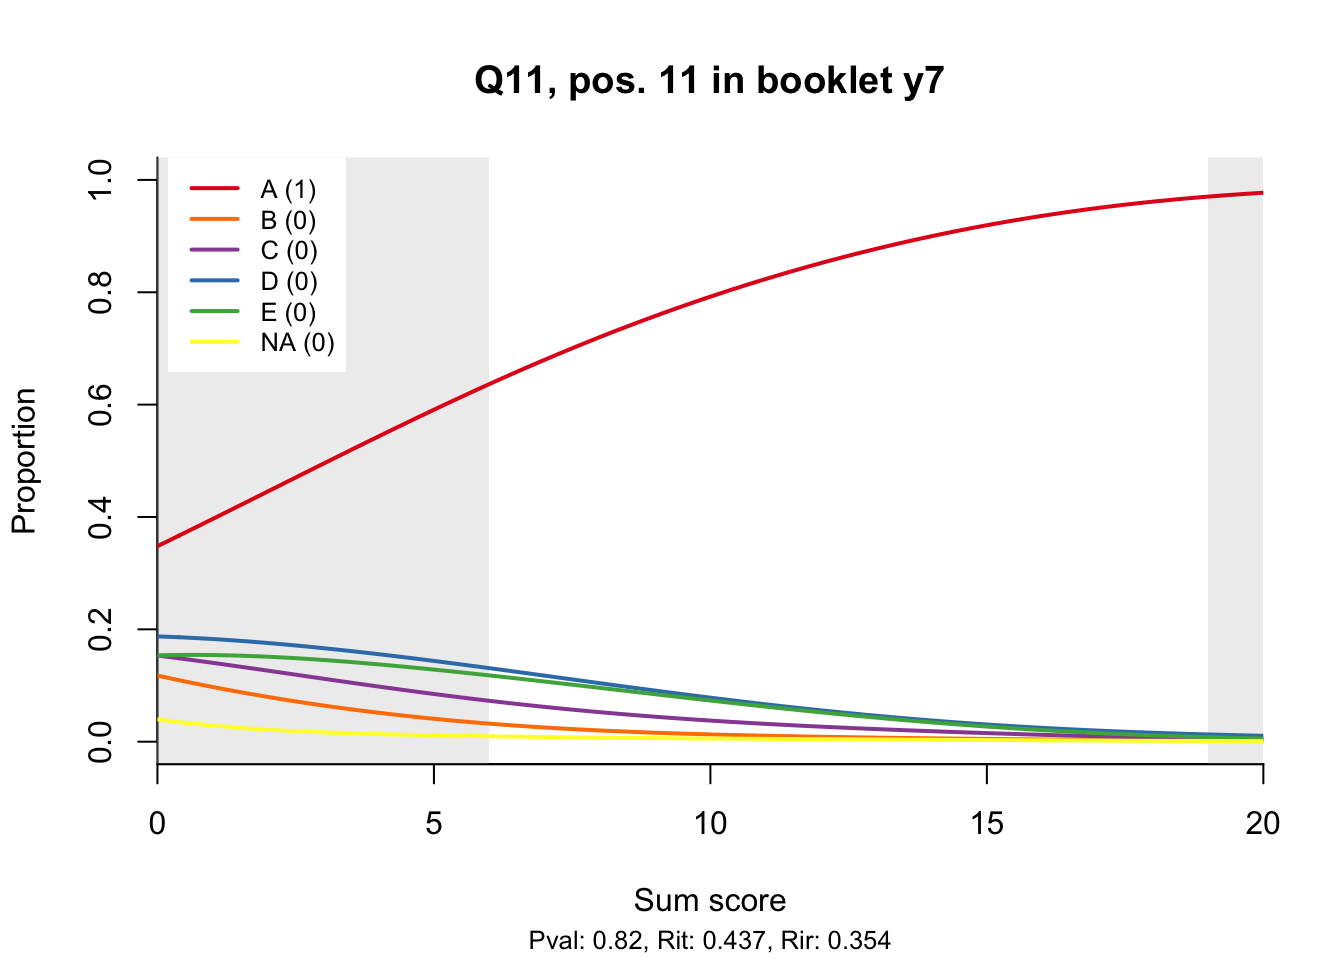 Q11, pos. 11 in booklet y7
A (1)
B (0)
C (0)
D (0)
E (0)
NA (0)
Proportion
1.0
0.8
0.6
0.4
0.2
0.0
0 5 10 15 20
Sum score
Pval: 0.82, Rit: 0.437, Rir: 0.354